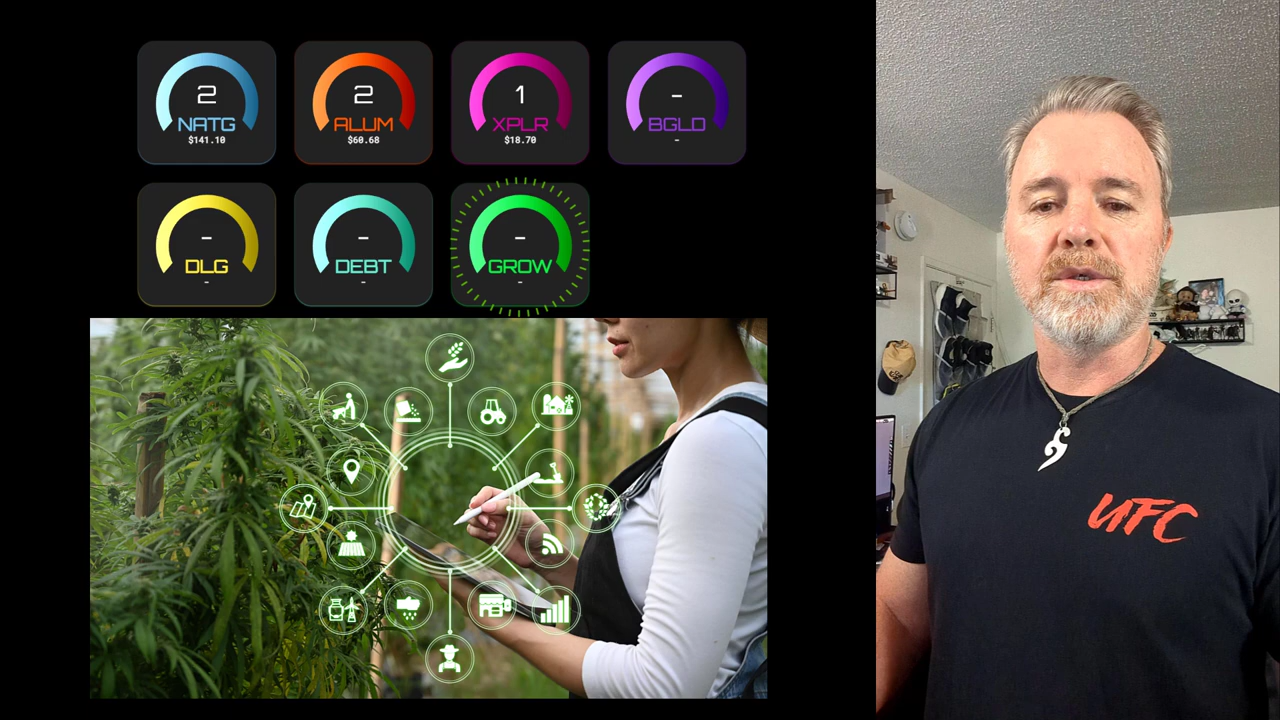 2
NATG
$141.10
2
ALUM
$60.68
1
XPLR
$18.70
-
BGLD
-
-
DLG
-
-
DEBT
-
-
GROW
-
UFC